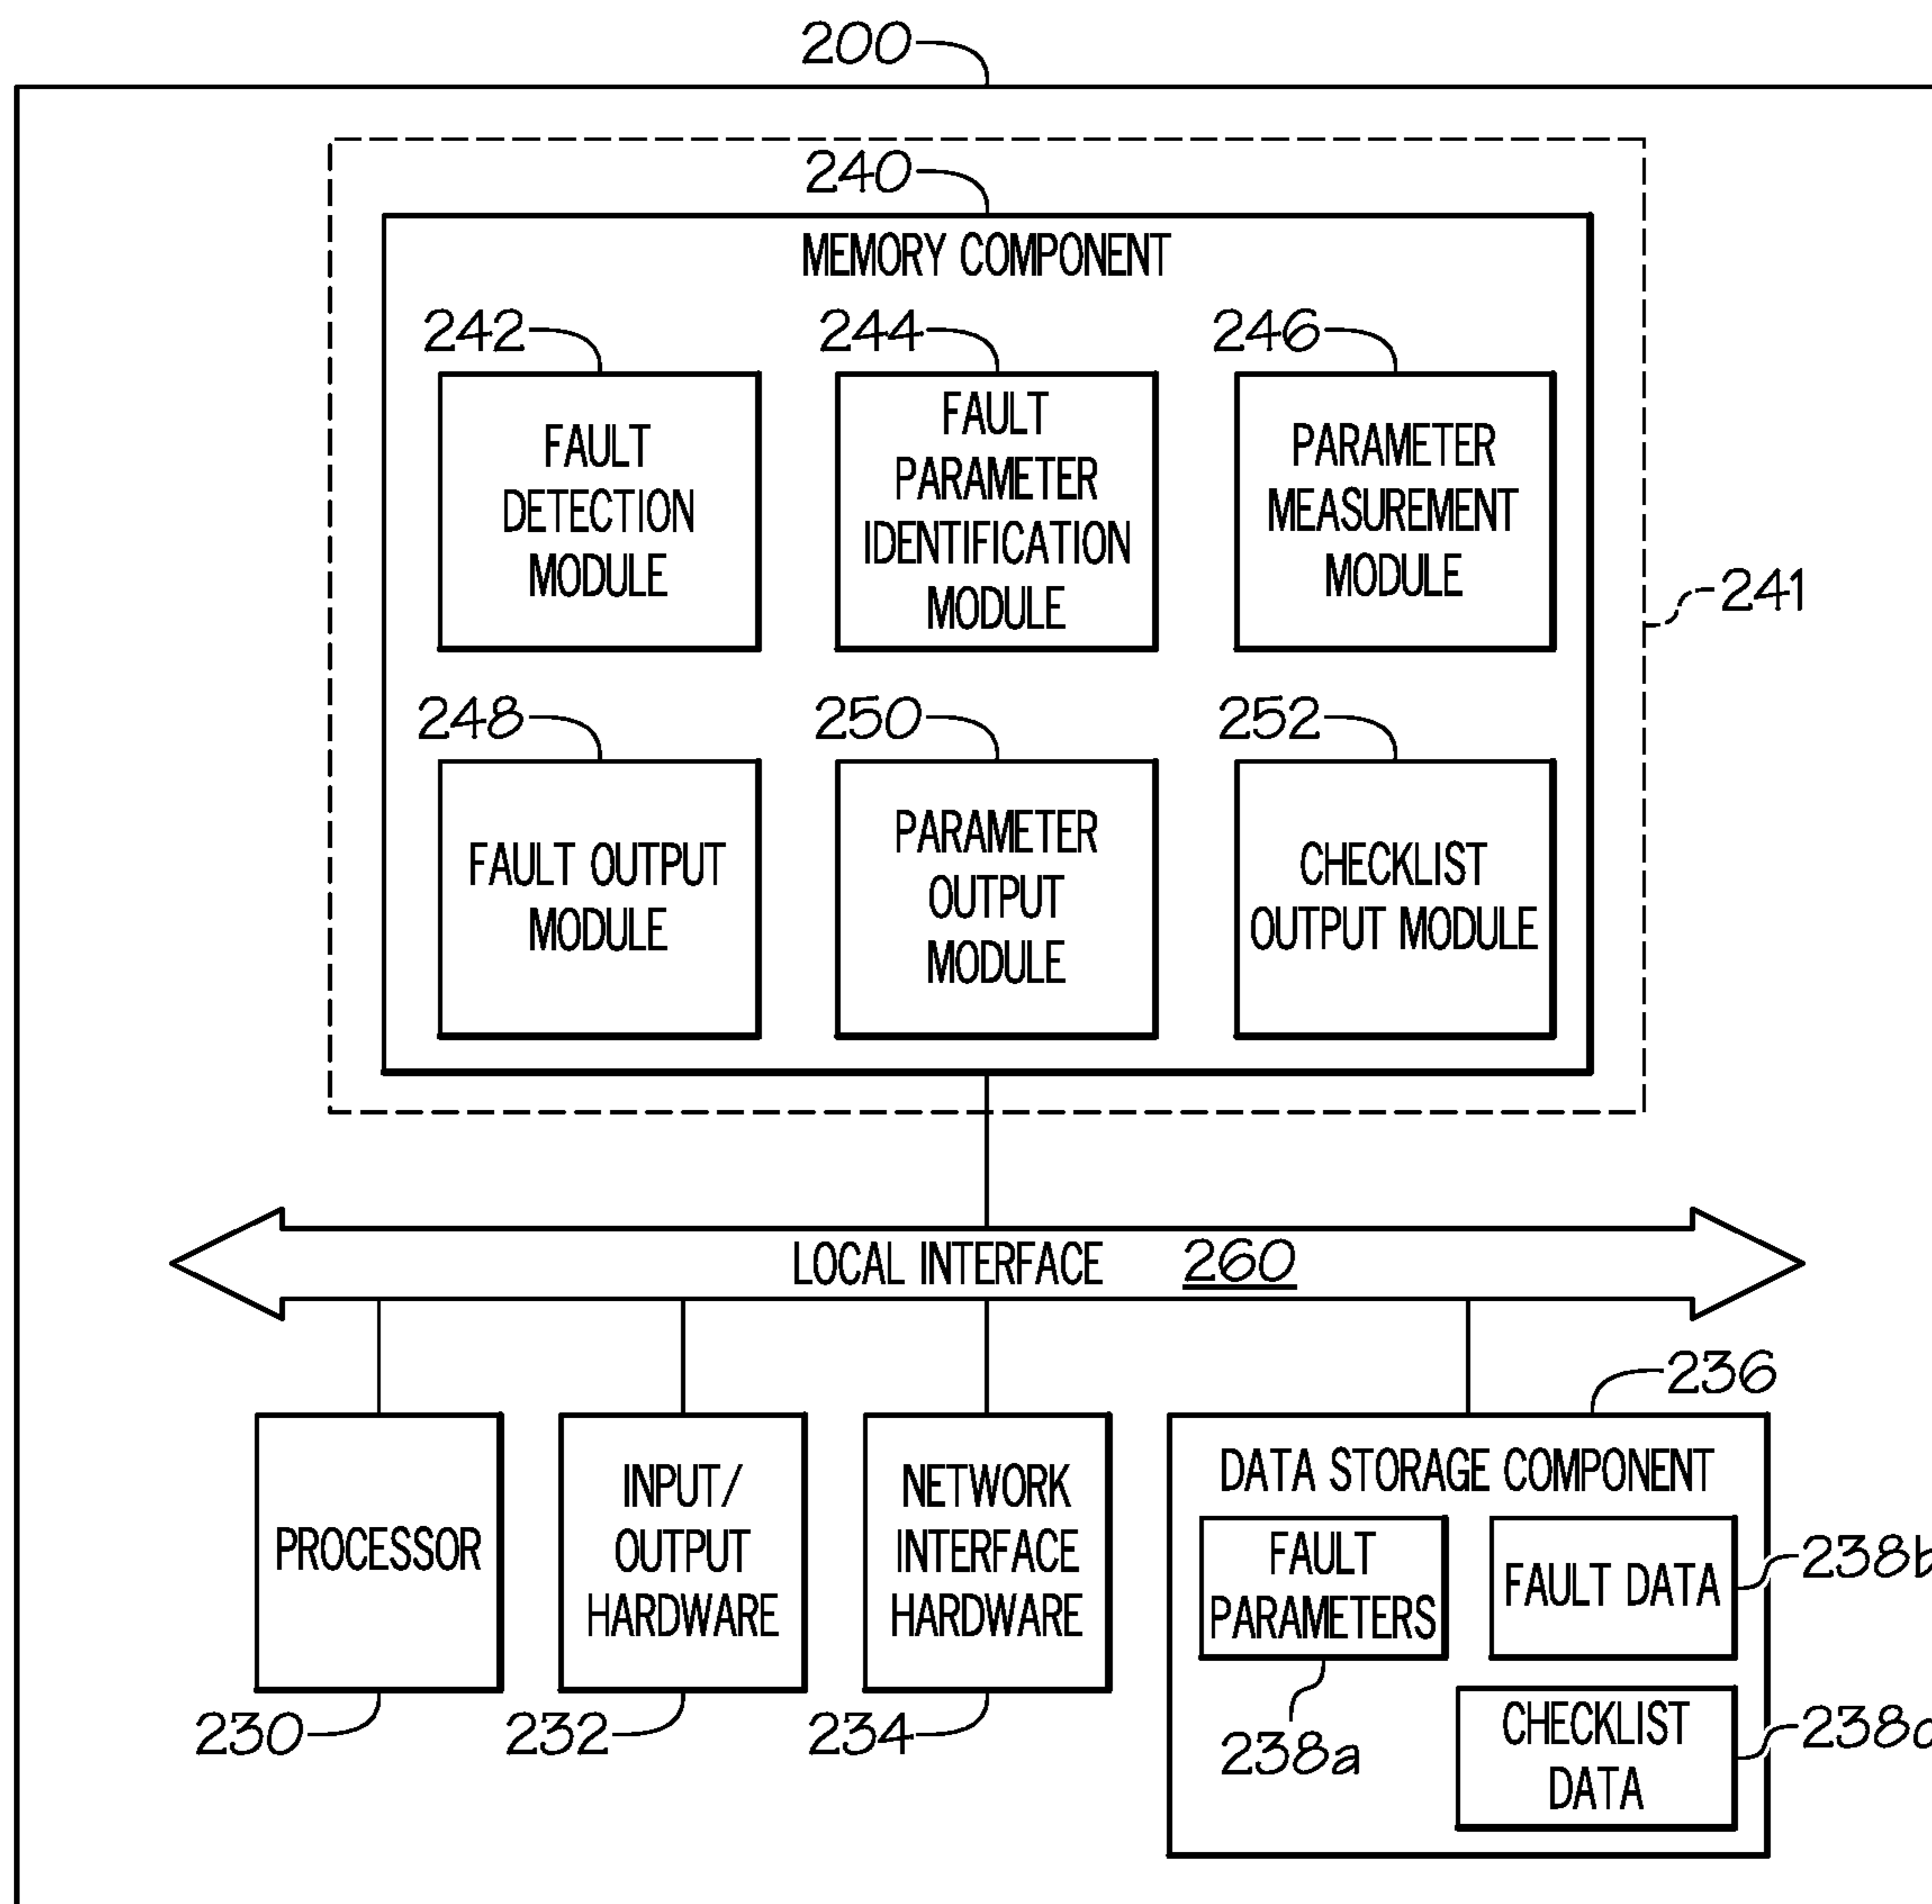 200
240
MEMORY COMPONENT
242
244
246
FAULT
DETECTION
MODULE
FAULT
PARAMETER
IDENTIFICATION
MODULE
PARAMETER
MEASUREMENT
MODULE
241
248
250
252
FAULT OUTPUT
MODULE
PARAMETER
OUTPUT
MODULE
CHECKLIST
OUTPUT MODULE
LOCAL INTERFACE 260
236
PROCESSOR
INPUT/
OUTPUT
HARDWARE
NETWORK
INTERFACE
HARDWARE
DATA STORAGE COMPONENT
FAULT
PARAMETERS
FAULT DATA
238b
CHECKLIST
DATA
230
232
234
238a